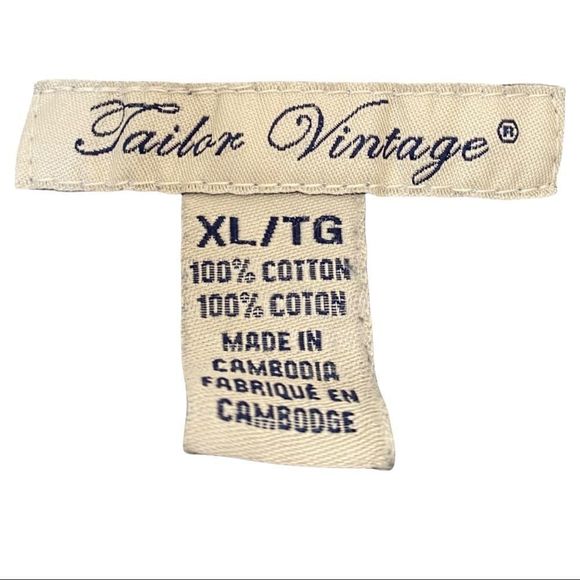 Tailor Vintage®
XL/TG
100% COTTON
100% COTON
MADE IN
CAMBODIA
FABRIQUÉ EN
CAMBODGE